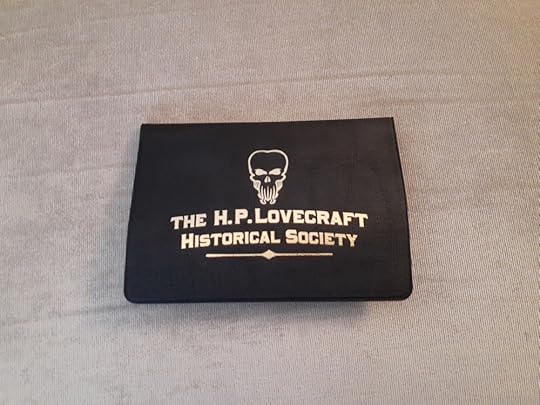 THE H.P. LOVECRAFT
HISTORICAL SOCIETY